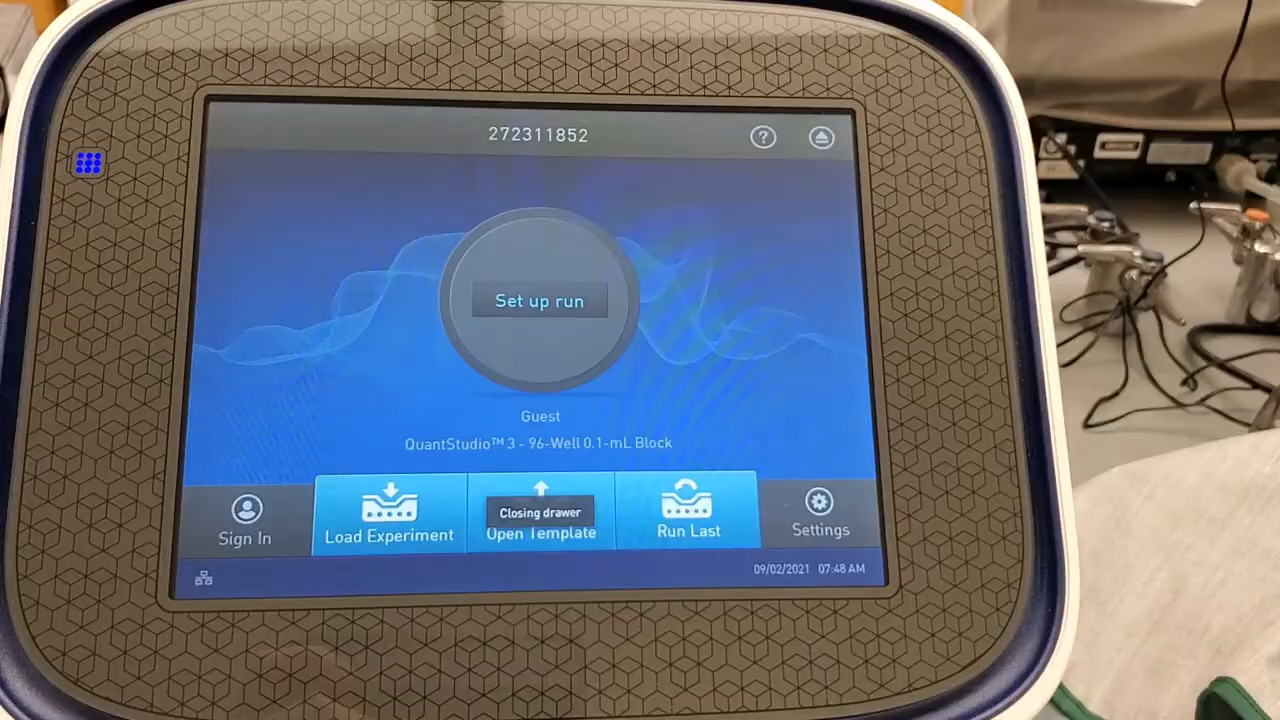 272311852
?
Set up run
Guest
QuantStudio™ 3 - 96-Well 0.1-mL Block
Closing drawer
Sign In
Load Experiment
Open Template
Run Last
Settings
09/02/2021 07:48 AM